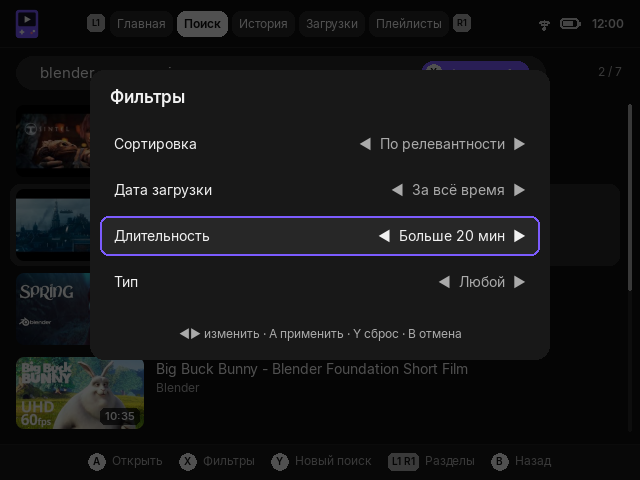 L1 Главная Поиск История Загрузки Плейлисты R1 12:00
blender
2 / 7
Фильтры
Сортировка ◀ По релевантности ▶
Дата загрузки ◀ За всё время ▶
Длительность ◀ Больше 20 мин ▶
Тип ◀ Любой ▶
◀▶ изменить · A применить · Y сброс · B отмена
SPRING
blender
Big Buck BUNNY
UHD
60fps
10:35
Big Buck Bunny - Blender Foundation Short Film
Blender
A Открыть X Фильтры Y Новый поиск L1 R1 Разделы B Назад